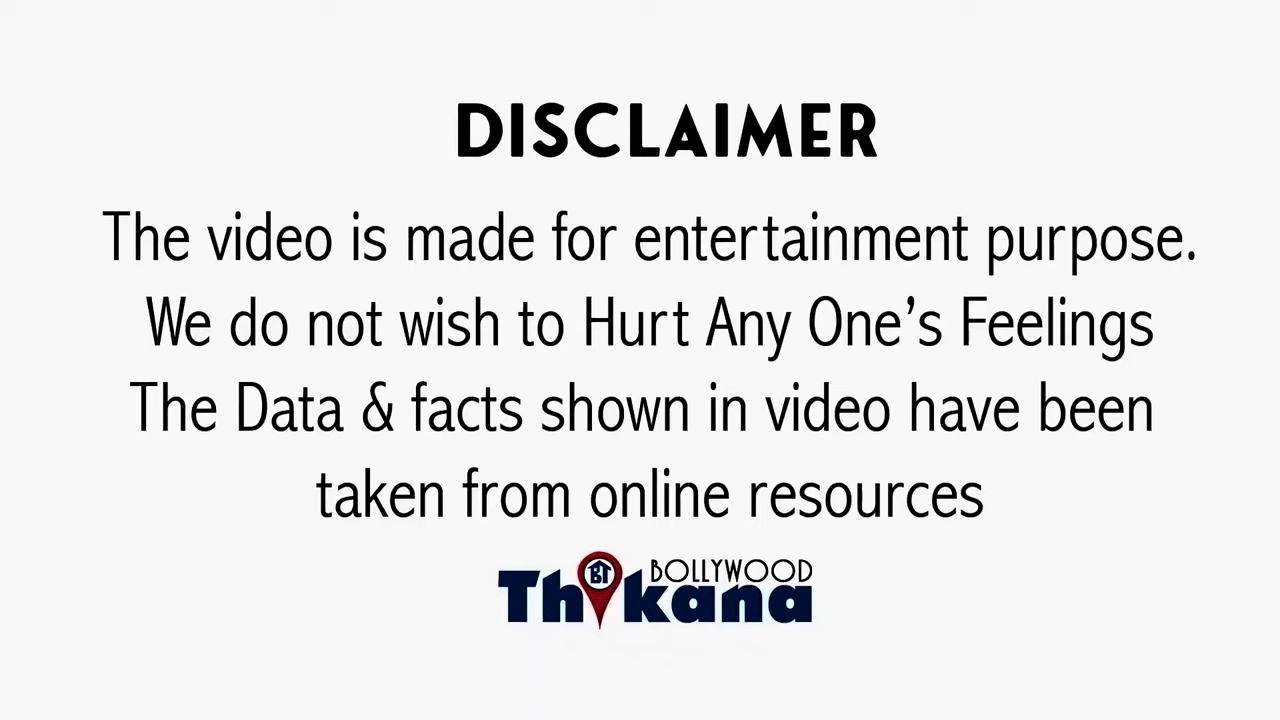 DISCLAIMER
The video is made for entertainment purpose.
We do not wish to Hurt Any One’s Feelings
The Data & facts shown in video have been
taken from online resources
BOLLYWOOD
BT
Thikana